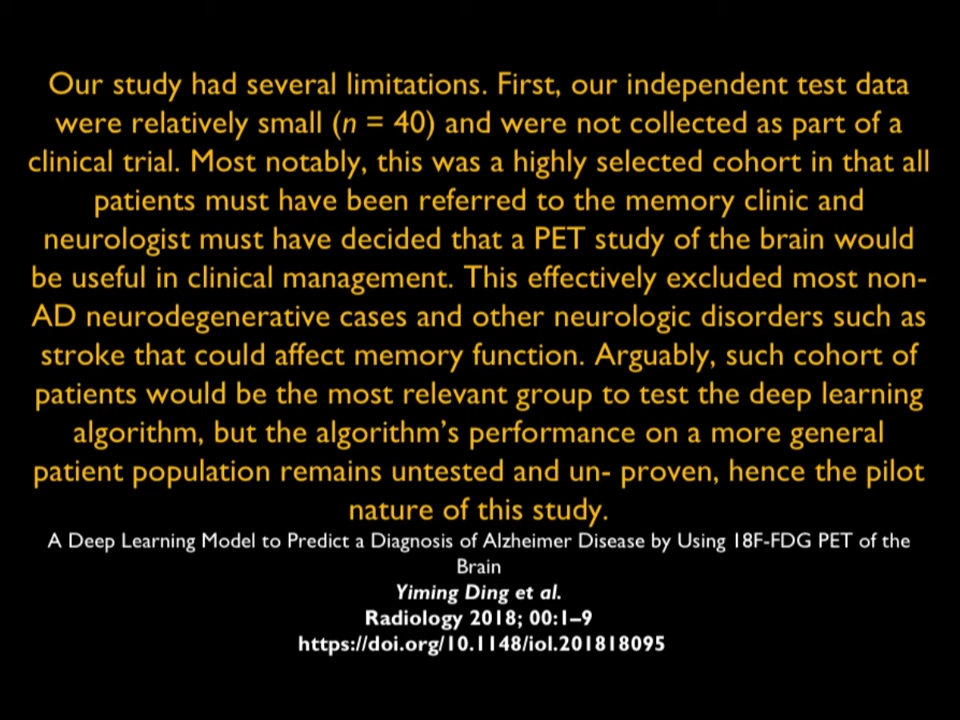 Our study had several limitations. First, our independent test data
were relatively small (n = 40) and were not collected as part of a
clinical trial. Most notably, this was a highly selected cohort in that all
patients must have been referred to the memory clinic and
neurologist must have decided that a PET study of the brain would
be useful in clinical management. This effectively excluded most non-
AD neurodegenerative cases and other neurologic disorders such as
stroke that could affect memory function. Arguably, such cohort of
patients would be the most relevant group to test the deep learning
algorithm, but the algorithm’s performance on a more general
patient population remains untested and un- proven, hence the pilot
nature of this study.
A Deep Learning Model to Predict a Diagnosis of Alzheimer Disease by Using 18F-FDG PET of the
Brain
Yiming Ding et al.
Radiology 2018; 00:1–9
https://doi.org/10.1148/iol.201818095